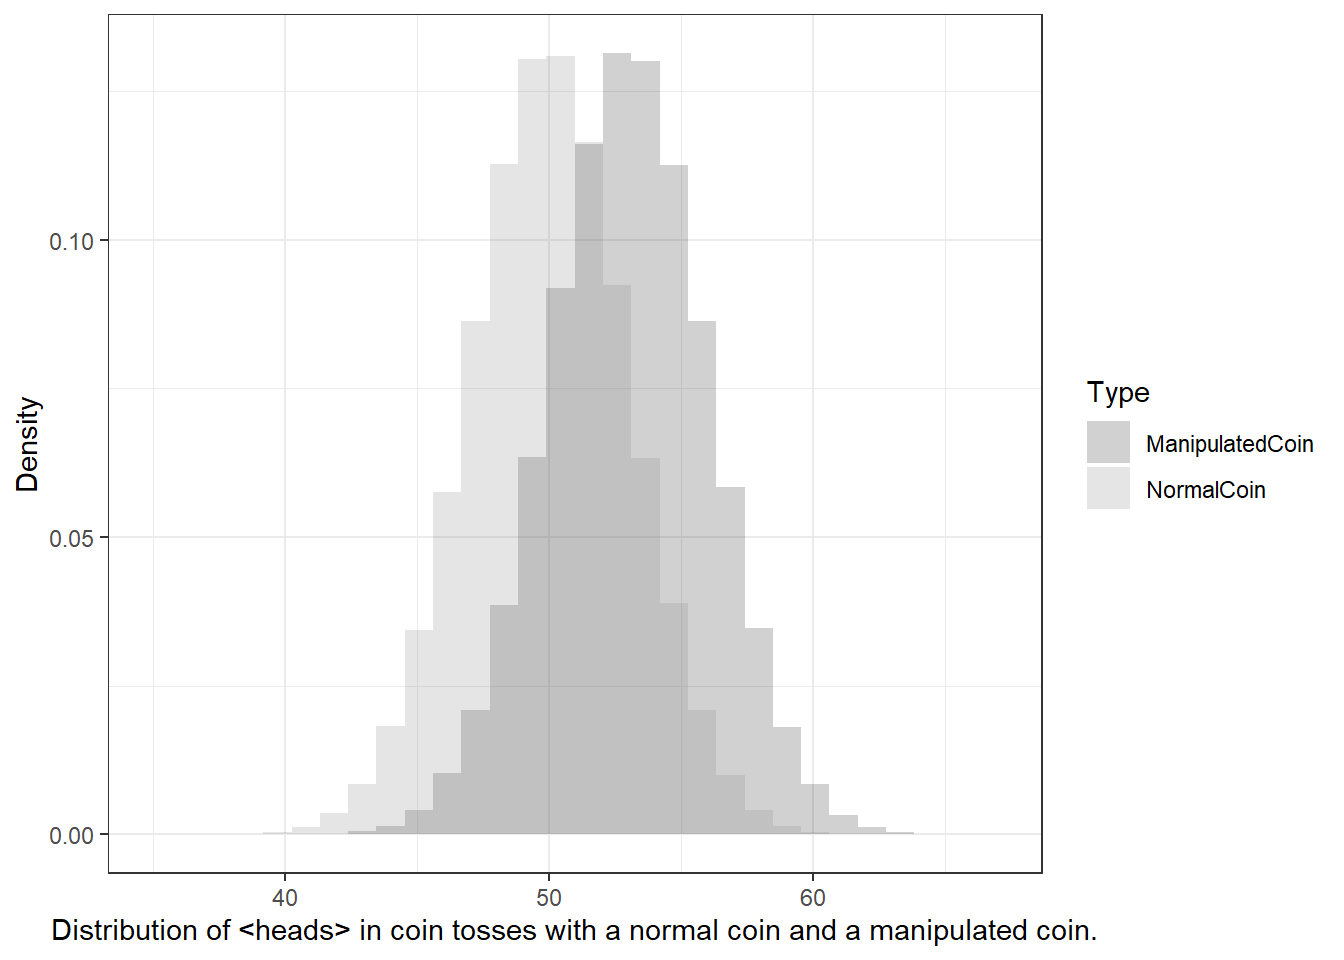 0.10
0.05
0.00
Density
40 50 60
Distribution of <heads> in coin tosses with a normal coin and a manipulated coin.
Type
ManipulatedCoin
NormalCoin